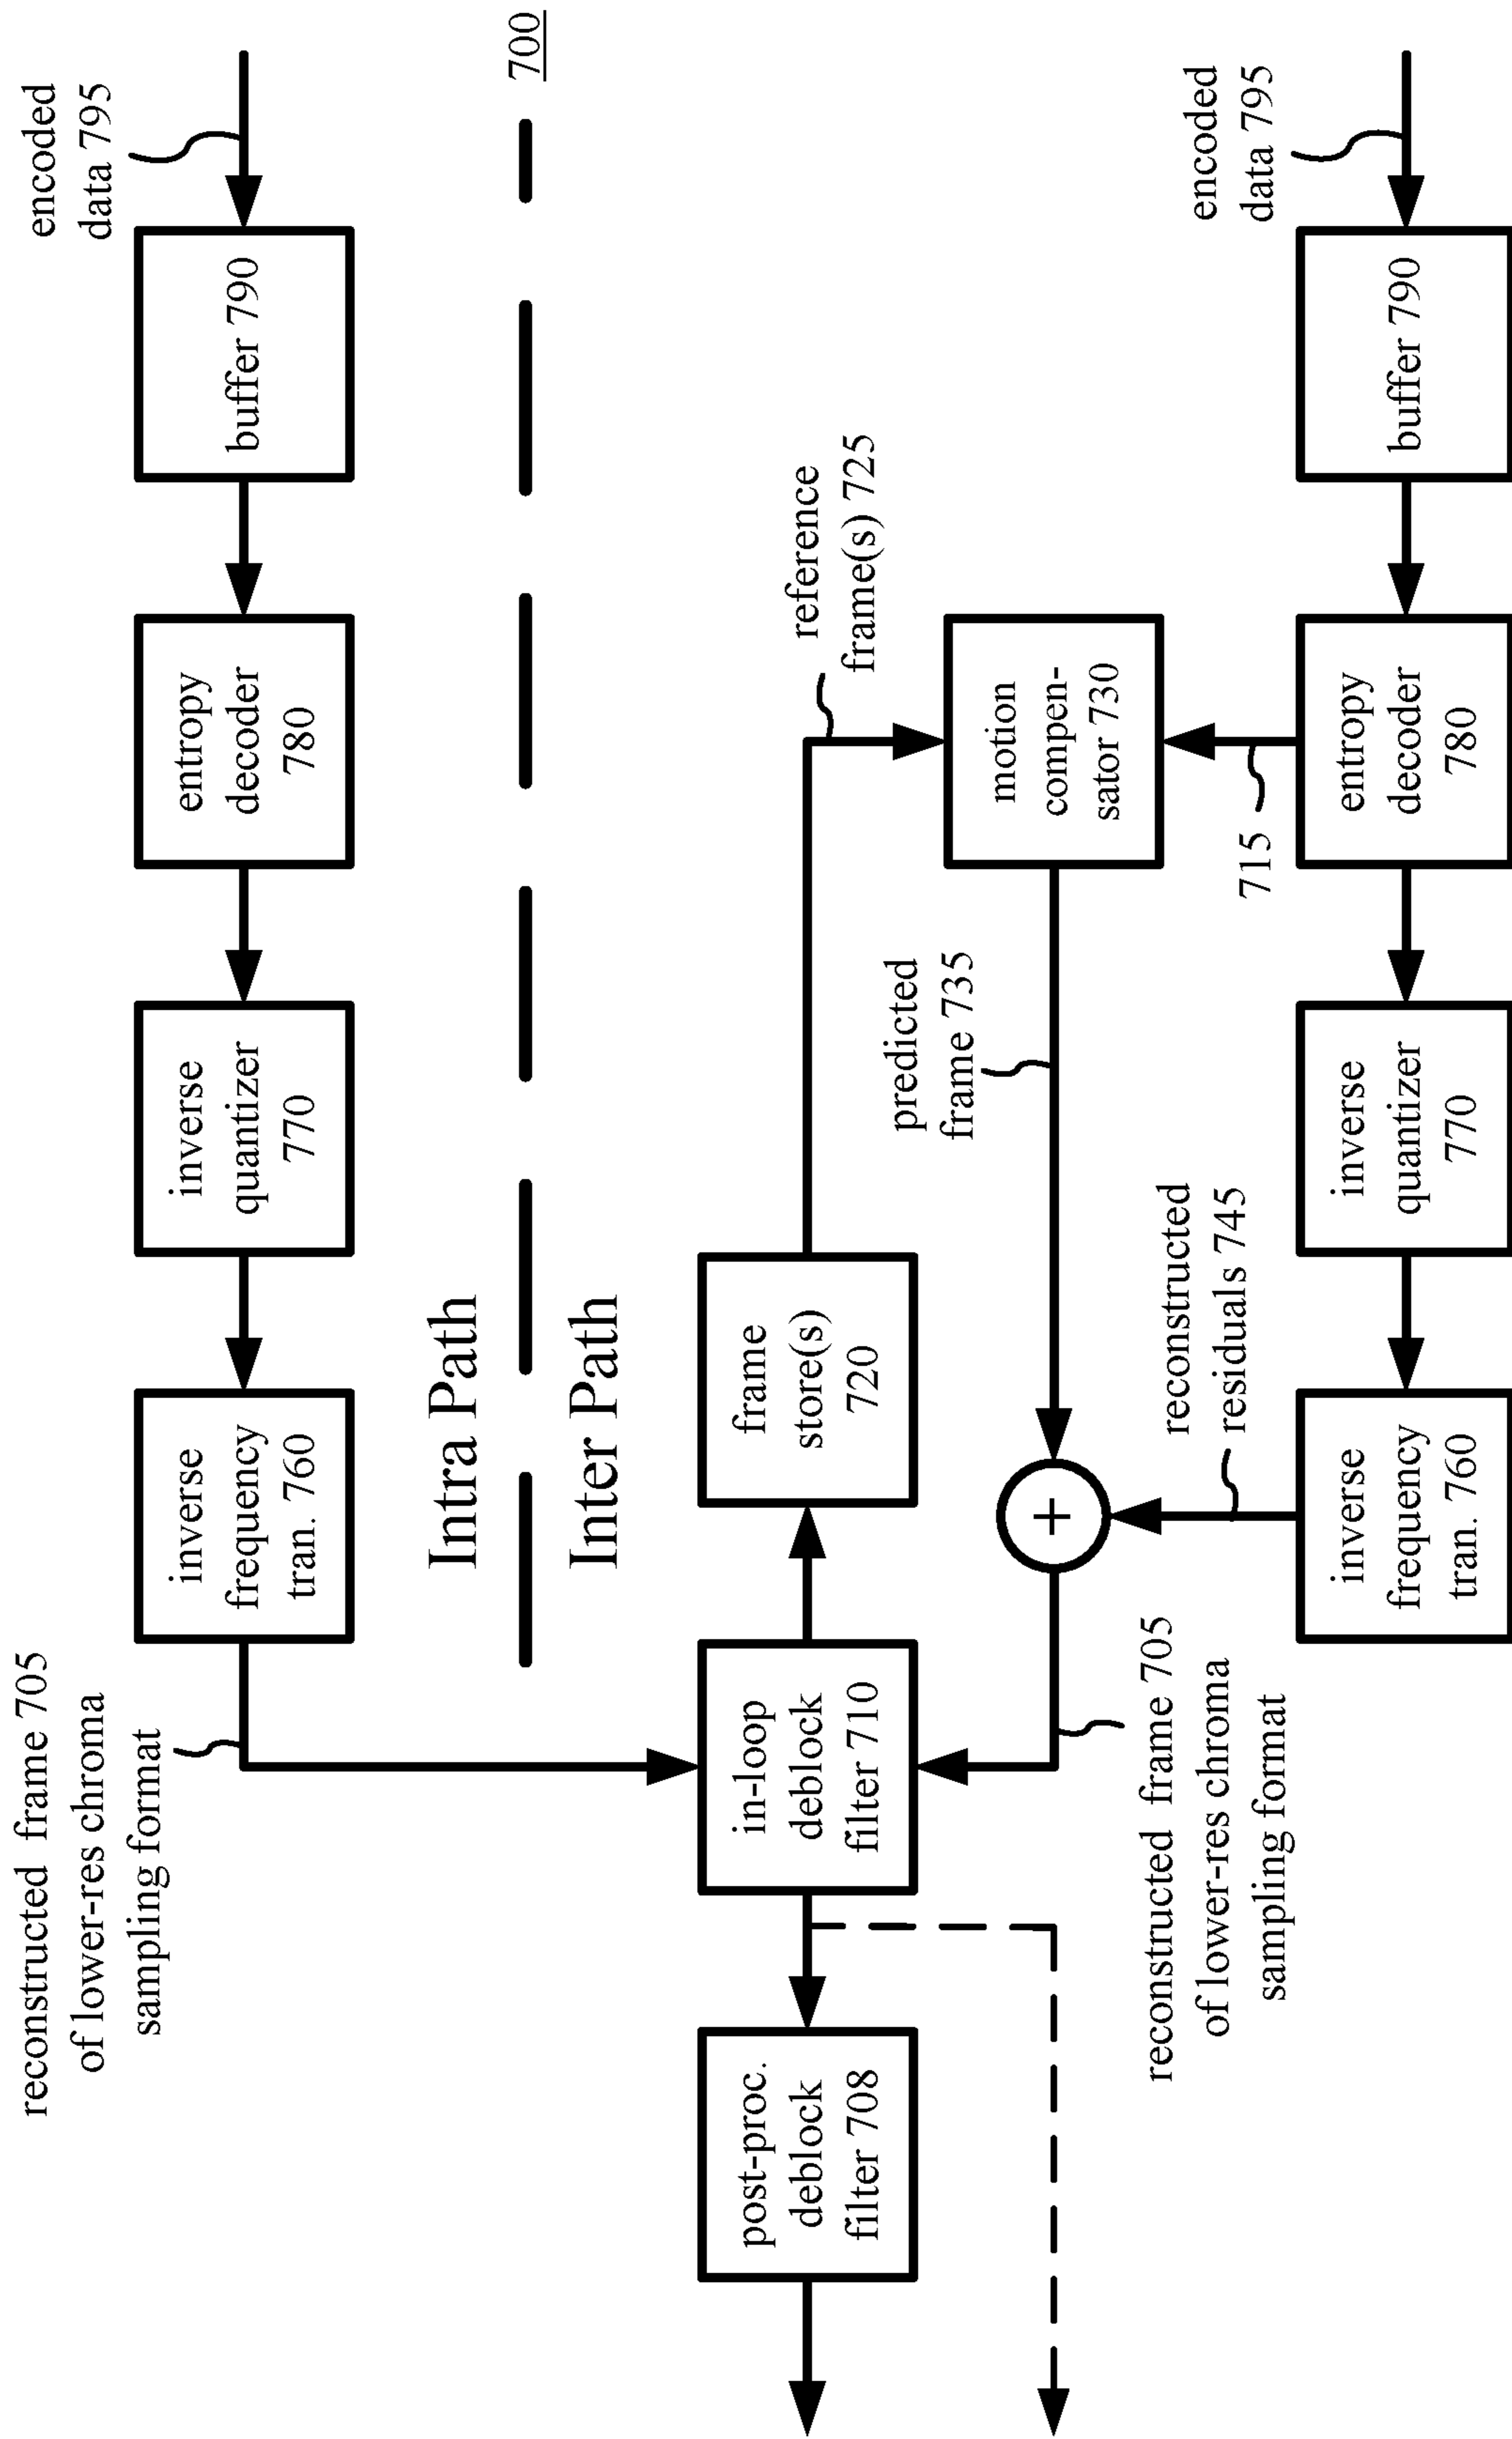 700
encoded
data 795
buffer 790
entropy
decoder
780
inverse
quantizer
770
inverse
frequency
tran. 760
reconstructed frame 705
of lower-res chroma
sampling format
Intra Path
Inter Path
reference
frame(s) 725
frame
store(s)
720
in-loop
deblock
filter 710
post-proc.
deblock
filter 708
motion
compen-
sator 730
predicted
frame 735
+
715
reconstructed
residuals 745
reconstructed frame 705
of lower-res chroma
sampling format
encoded
data 795
buffer 790
entropy
decoder
780
inverse
quantizer
770
inverse
frequency
tran. 760